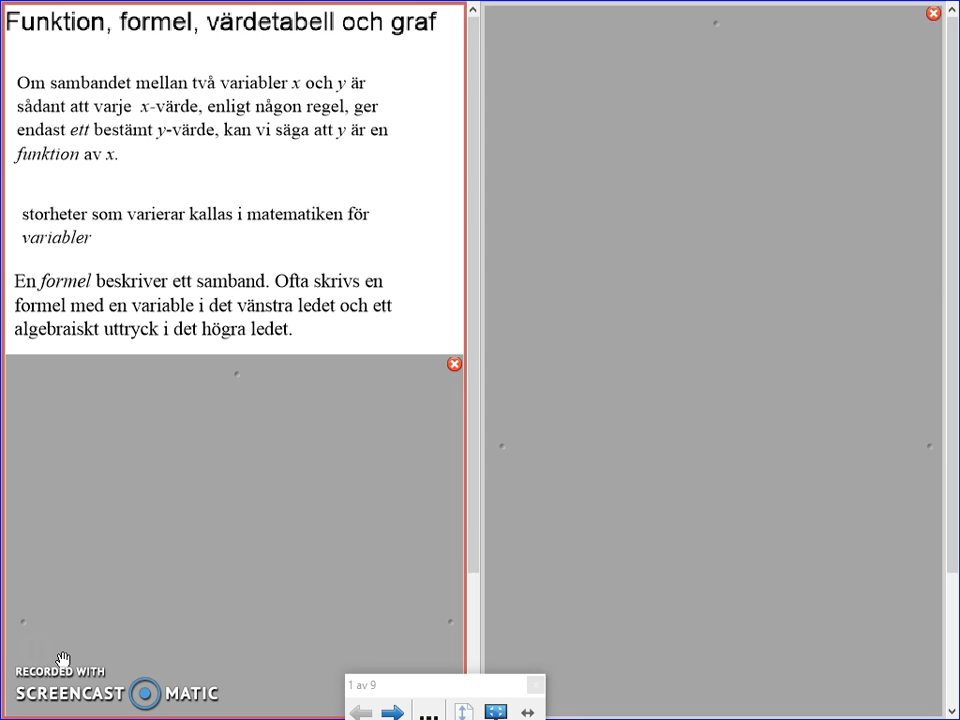 Funktion, formel, värdetabell och graf
Om sambandet mellan två variabler x och y är
sådant att varje x-värde, enligt någon regel, ger
endast ett bestämt y-värde, kan vi säga att y är en
funktion av x.
storheter som varierar kallas i matematiken för
variabler
En formel beskriver ett samband. Ofta skrivs en
formel med en variable i det vänstra ledet och ett
algebraiskt uttryck i det högra ledet.
RECORDED WITH
SCREENCAST MATIC
1 av 9